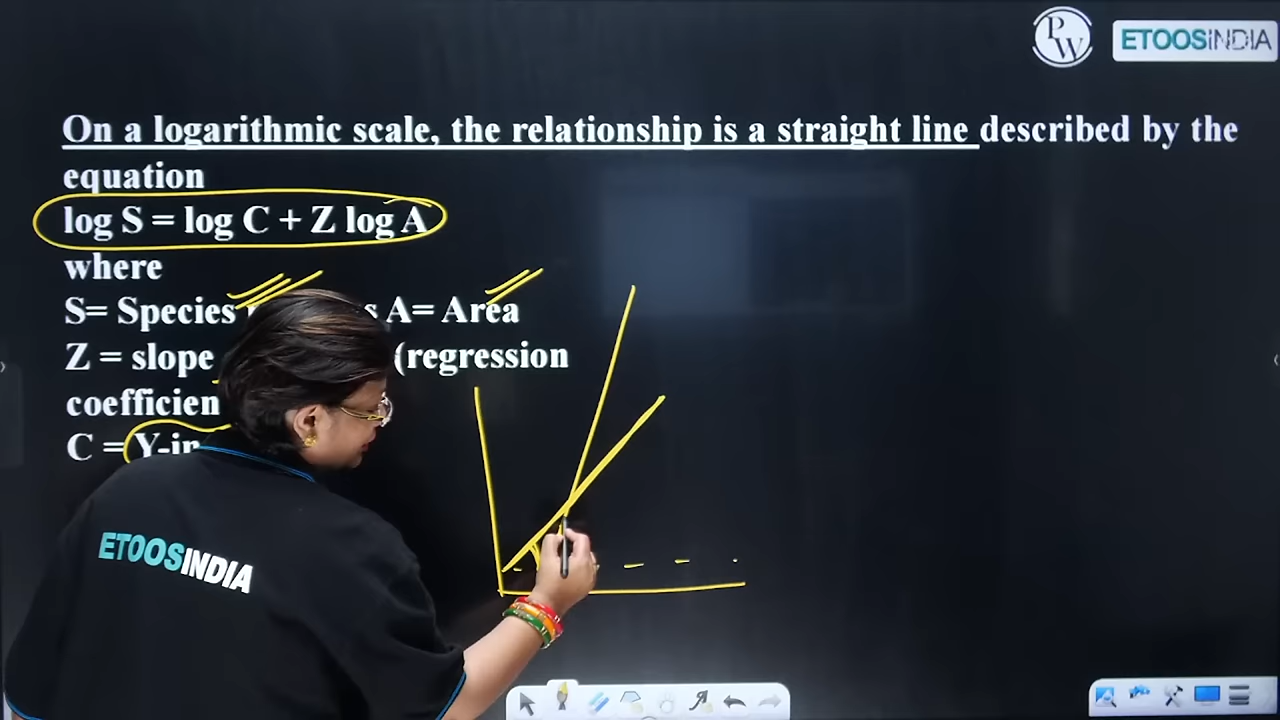 PW
ETOOSINDIA
On a logarithmic scale, the relationship is a straight line described by the
equation
log S = log C + Z log A
where
S= Species A= Area
Z = slope (regression
C =
ETOOSINDIA